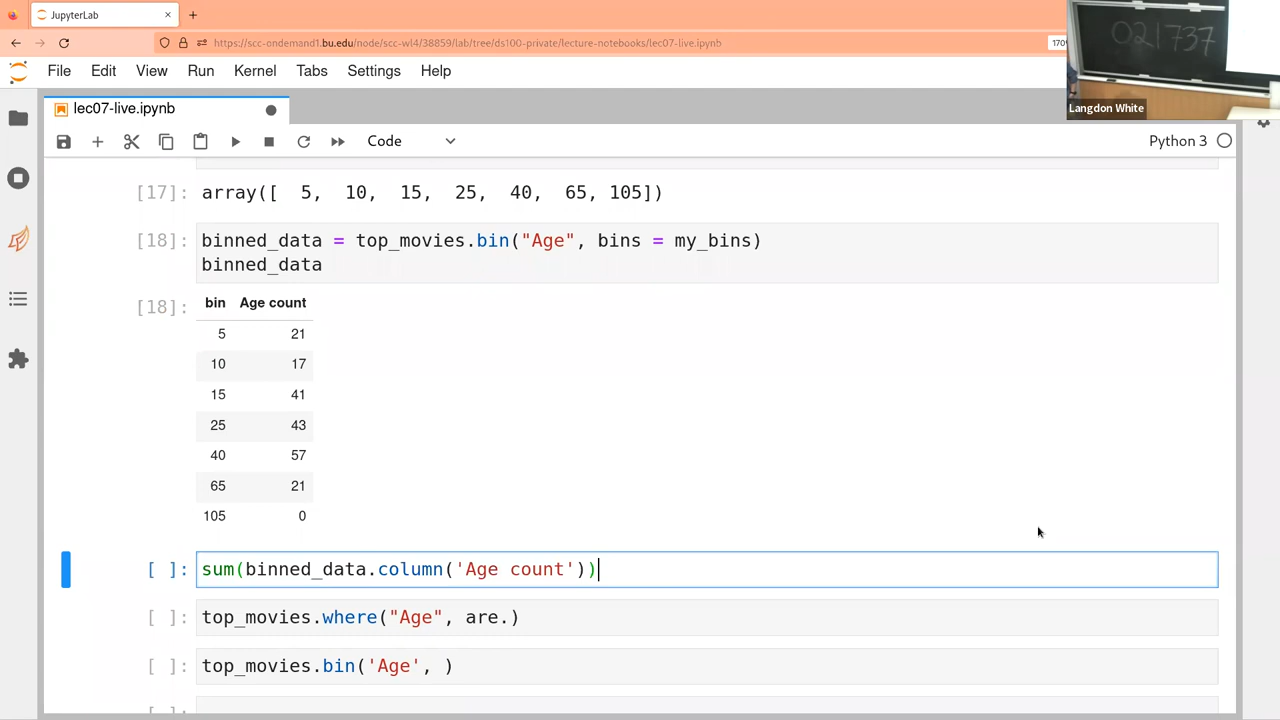 JupyterLab
https://scc-ondemand1.bu.edu/node/scc-wl4/38859/lab/tree/ds100-private/lecture-notebooks/lec07-live.ipynb
170%
021737
Langdon White
File Edit View Run Kernel Tabs Settings Help
lec07-live.ipynb
Code
Python 3
[17]: array([ 5, 10, 15, 25, 40, 65, 105])
[18]: binned_data = top_movies.bin("Age", bins = my_bins)
binned_data
[18]: bin Age count
5 21
10 17
15 41
25 43
40 57
65 21
105 0
[ ]: sum(binned_data.column('Age count'))
[ ]: top_movies.where("Age", are.)
[ ]: top_movies.bin('Age', )
[ ]: